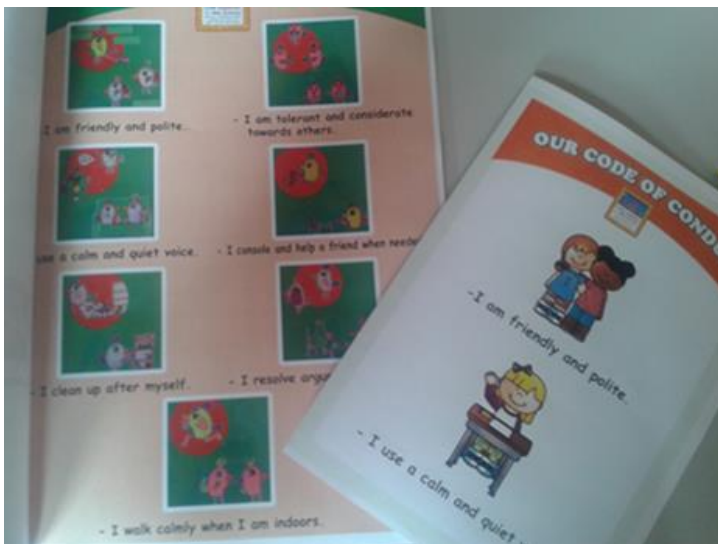 I am friendly and polite.
- I am tolerant and considerate
towards others.
use a calm and quiet voice.
- I console and help a friend when neede
- I clean up after myself.
- I resolve argu
- I walk calmly when I am indoors.
OUR CODE OF COND
-I am friendly and polite.
- I use a calm and quiet